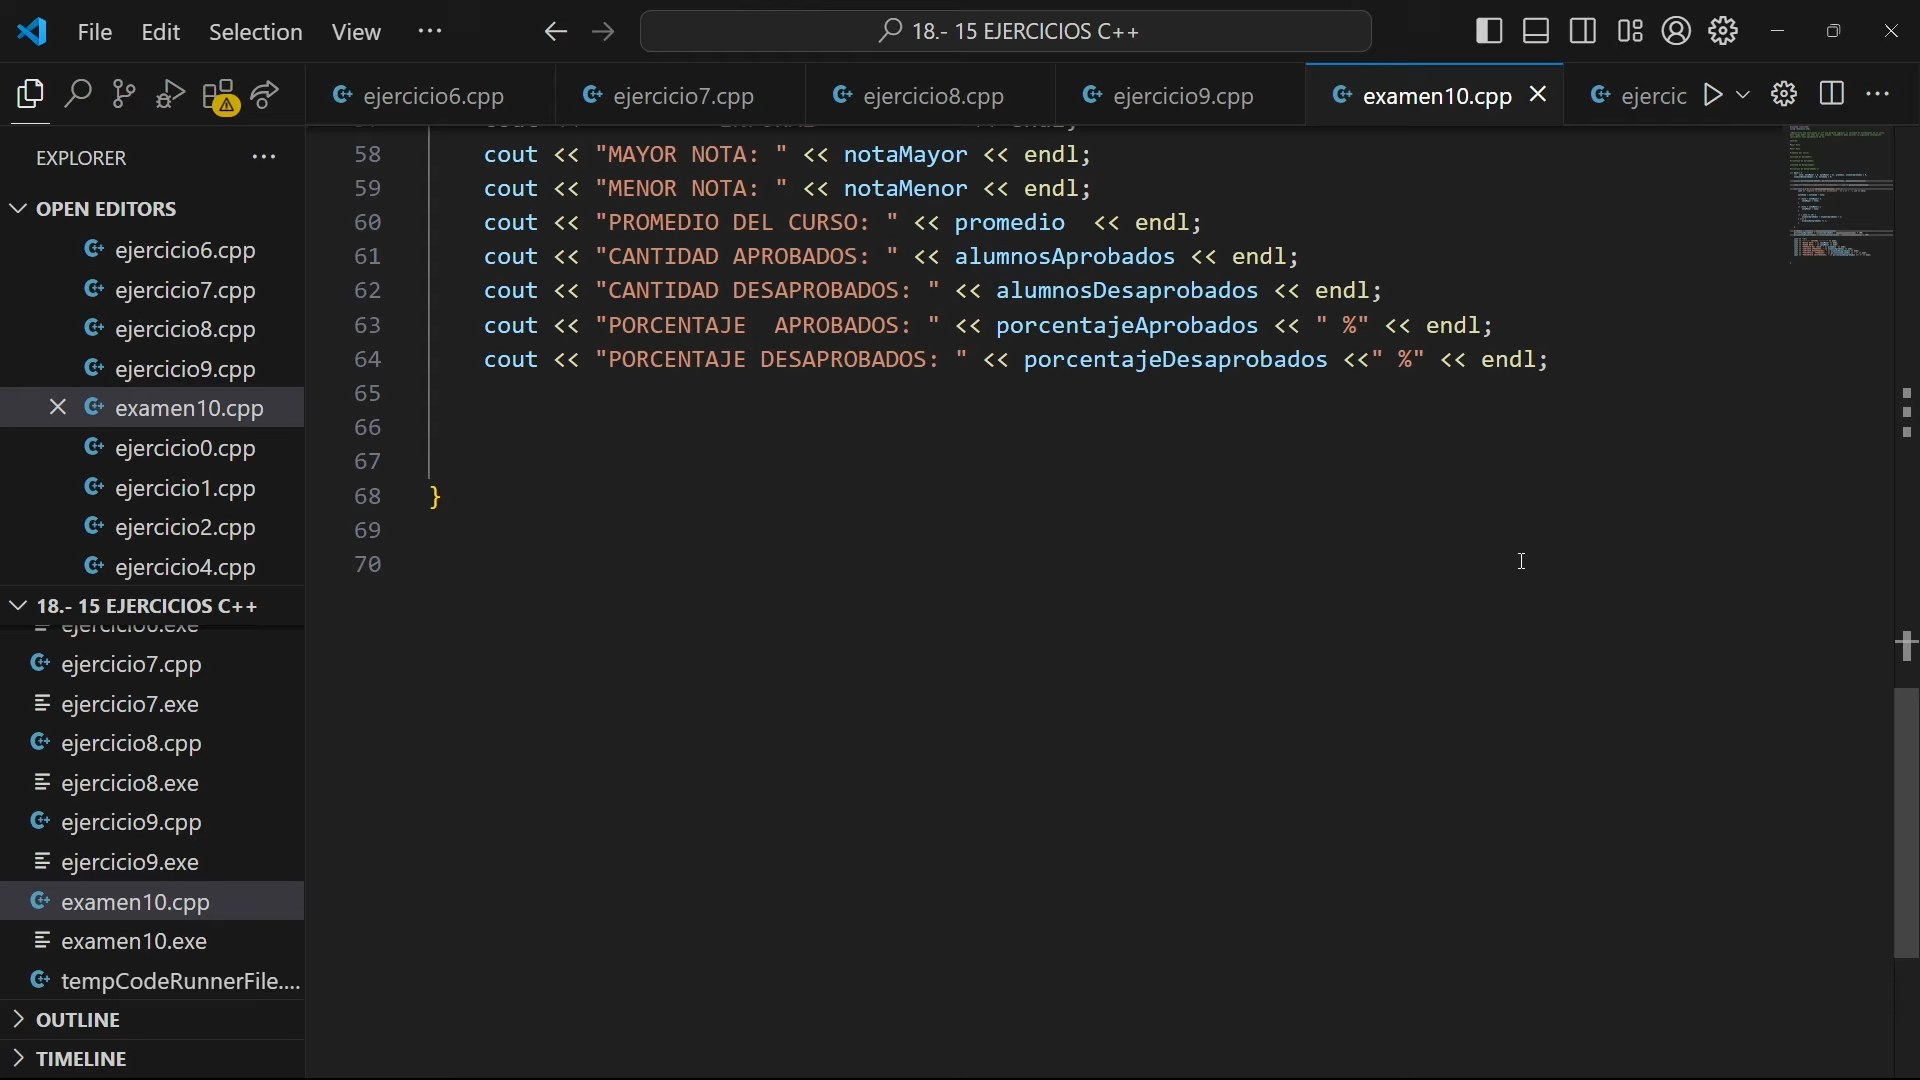 File Edit Selection View ··· 18.- 15 EJERCICIOS C++
ejercicio6.cpp ejercicio7.cpp ejercicio8.cpp ejercicio9.cpp examen10.cpp ejercic
EXPLORER
OPEN EDITORS
ejercicio6.cpp
ejercicio7.cpp
ejercicio8.cpp
ejercicio9.cpp
examen10.cpp
ejercicio0.cpp
ejercicio1.cpp
ejercicio2.cpp
ejercicio4.cpp
18.- 15 EJERCICIOS C++
ejercicio7.cpp
ejercicio7.exe
ejercicio8.cpp
ejercicio8.exe
ejercicio9.cpp
ejercicio9.exe
examen10.cpp
examen10.exe
tempCodeRunnerFile....
OUTLINE
TIMELINE
58 cout << "MAYOR NOTA: " << notaMayor << endl;
59 cout << "MENOR NOTA: " << notaMenor << endl;
60 cout << "PROMEDIO DEL CURSO: " << promedio  << endl;
61 cout << "CANTIDAD APROBADOS: " << alumnosAprobados << endl;
62 cout << "CANTIDAD DESAPROBADOS: " << alumnosDesaprobados << endl;
63 cout << "PORCENTAJE  APROBADOS: " << porcentajeAprobados << " %" << endl;
64 cout << "PORCENTAJE DESAPROBADOS: " << porcentajeDesaprobados <<" %" << endl;
65
66
67
68 }
69
70